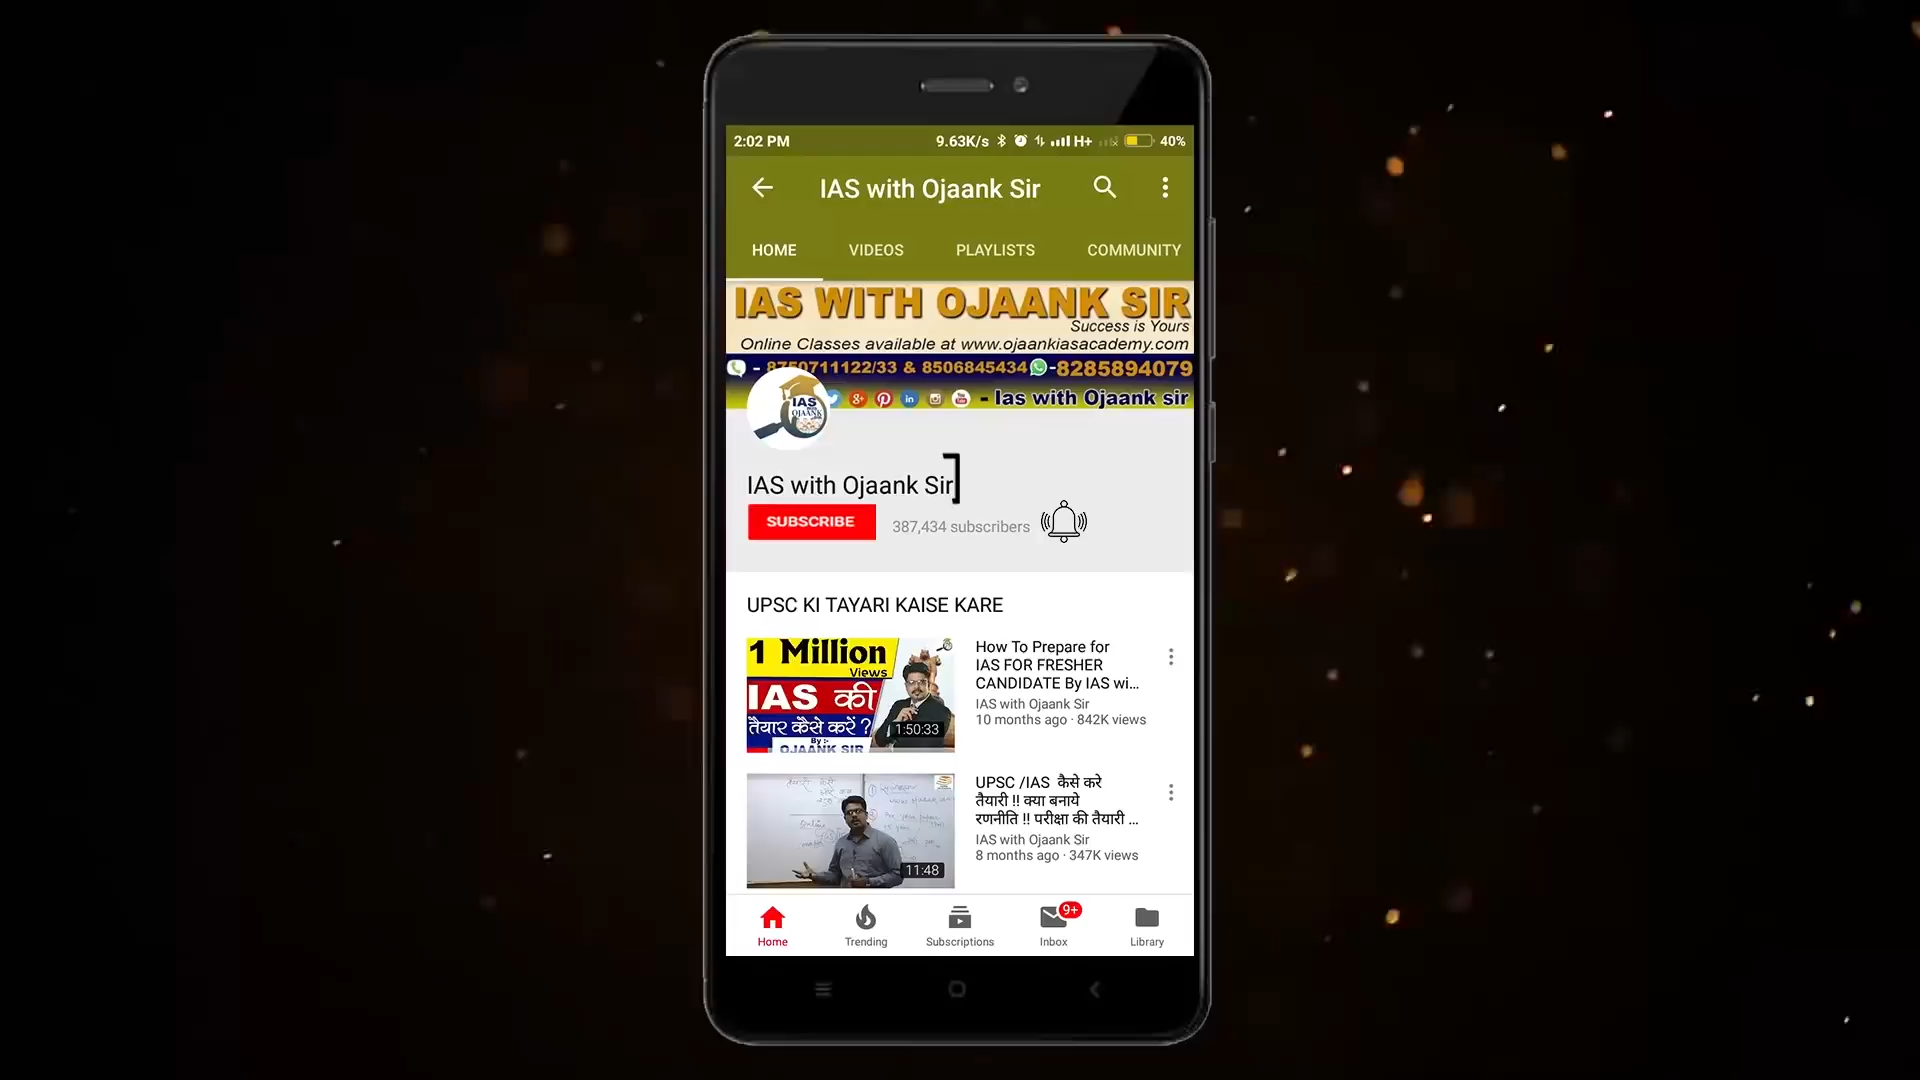 2:02 PM 9.63K/s H+ 40%
IAS with Ojaank Sir
HOME VIDEOS PLAYLISTS COMMUNITY
IAS WITH OJAANK SIR
Success is Yours
Online Classes available at www.ojaankiasacademy.com
- 8750711122/33 & 8506845434 -8285894079
- Ias with Ojaank sir
IAS
OJAANK
IAS with Ojaank Sir
SUBSCRIBE 387,434 subscribers
UPSC KI TAYARI KAISE KARE
1 Million
Views
IAS की
तैयार कैसे करें ?
By :-
OJAANK SIR
1:50:33
How To Prepare for
IAS FOR FRESHER
CANDIDATE By IAS wi...
IAS with Ojaank Sir
10 months ago · 842K views
11:48
UPSC /IAS कैसे करे
तैयारी !! क्या बनाये
रणनीति !! परीक्षा की तैयारी ...
IAS with Ojaank Sir
8 months ago · 347K views
9+
Home Trending Subscriptions Inbox Library